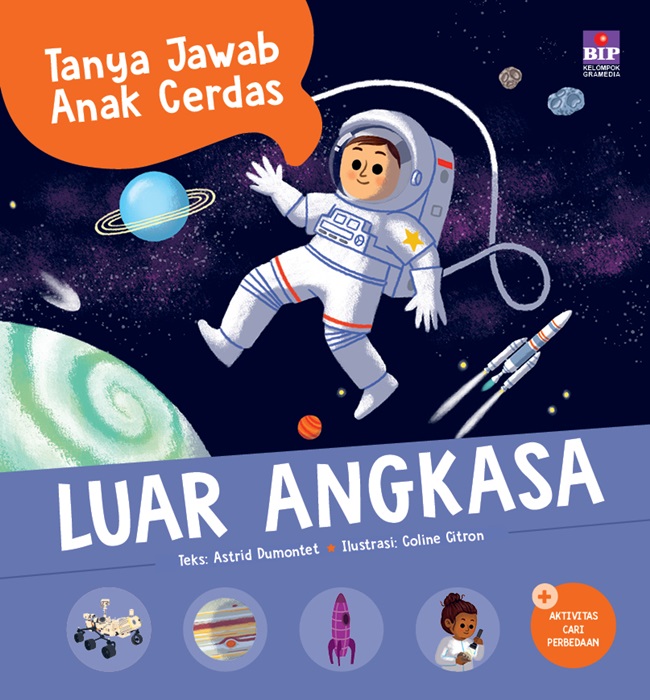 Tanya Jawab
Anak Cerdas
BIP
KELOMPOK
GRAMEDIA
LUAR ANGKASA
Teks: Astrid Dumontet ★ Ilustrasi: Coline Citron
+
AKTIVITAS
CARI
PERBEDAAN